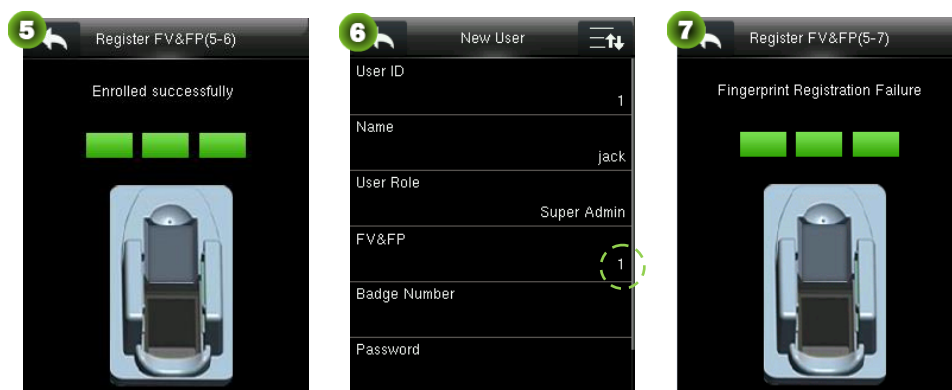 5
Register FV&FP(5-6)
Enrolled successfully
6
New User
User ID
1
Name
jack
User Role
Super Admin
FV&FP
1
Badge Number
Password
7
Register FV&FP(5-7)
Fingerprint Registration Failure